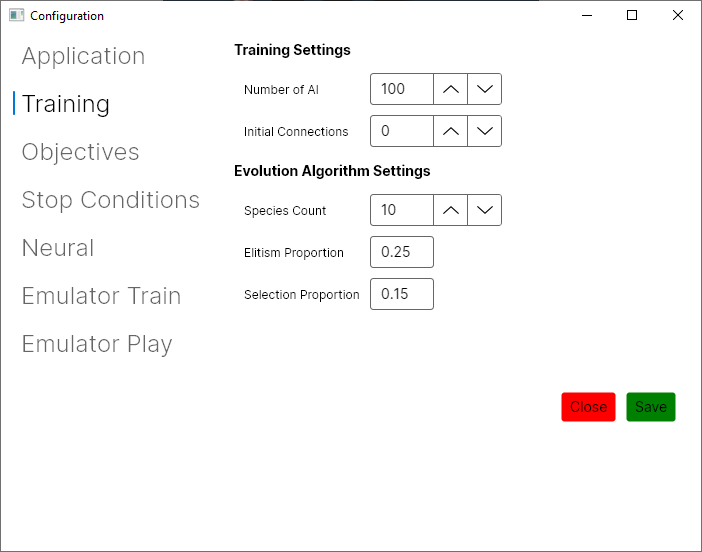 Configuration
Application
Training
Objectives
Stop Conditions
Neural
Emulator Train
Emulator Play
Training Settings
Number of AI 100
Initial Connections 0
Evolution Algorithm Settings
Species Count 10
Elitism Proportion 0.25
Selection Proportion 0.15
Close Save